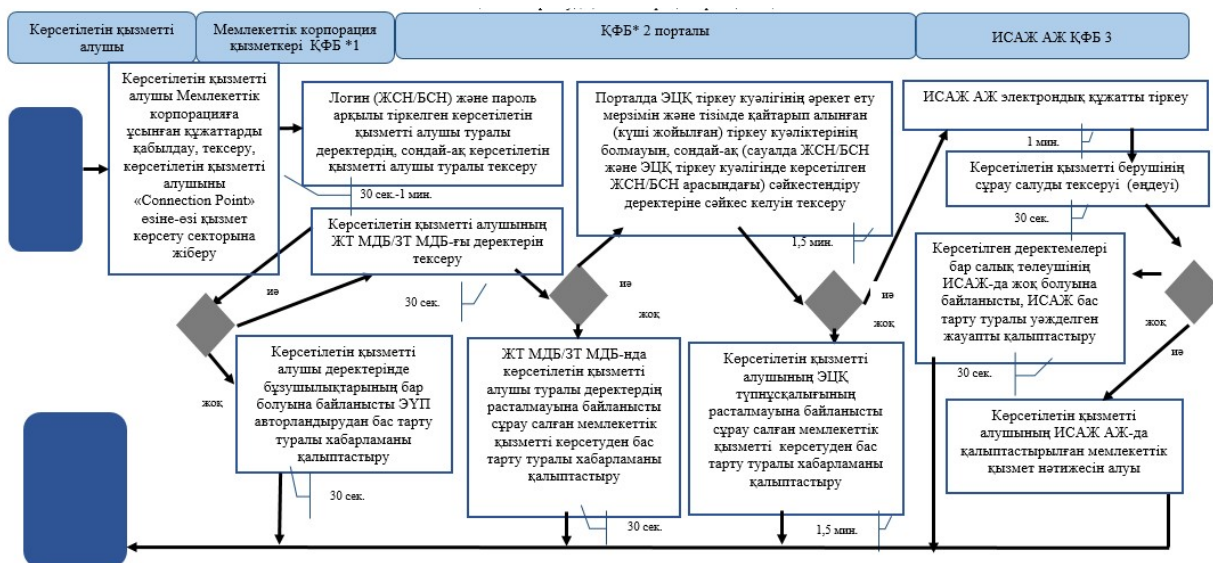 Көрсетілетін қызметті
алушы
Мемлекеттік корпорация
қызметкері ҚФБ *1
ҚФБ* 2 порталы
ИСАЖ АЖ ҚФБ 3
Көрсетілетін қызметті
алушы Мемлекеттік
корпорацияға
ұсынған құжаттарды
қабылдау, тексеру,
көрсетілетін қызметті
алушыны
«Connection Point»
өзіне-өзі қызмет
көрсету секторына
жіберу
Логин (ЖСН/БСН) және пароль
арқылы тіркелген көрсетілетін
қызметті алушы туралы
деректердің, сондай-ақ көрсетілетін
қызметті алушы туралы тексеру
30 сек.-1 мин.
Көрсетілетін қызметті алушының
ЖТ МДБ/ЗТ МДБ-ғы деректерін
тексеру
30 сек.
иә
жоқ
Көрсетілетін қызметті
алушы деректерінде
бұзушылықтарының бар
болуына байланысты ЭҮП
авторландырудан бас тарту
туралы хабарламаны
қалыптастыру
30 сек.
Порталда ЭЦҚ тіркеу куәлігінің әрекет ету
мерзімін және тізімде қайтарып алынған
(күші жойылған) тіркеу куәліктерінің
болмауын, сондай-ақ (сауалда ЖСН/БСН
және ЭЦҚ тіркеу куәлігінде көрсетілген
ЖСН/БСН арасындағы) сәйкестендіру
деректеріне сәйкес келуін тексеру
1,5 мин.
иә
жоқ
ЖТ МДБ/ЗТ МДБ-нда
көрсетілетін қызметті
алушы туралы деректердің
расталмауына байланысты
сұрау салған мемлекеттік
қызметті көрсетуден бас
тарту туралы хабарламаны
қалыптастыру
30 сек.
иә
жоқ
Көрсетілетін қызметті
алушының ЭЦҚ
түпнұсқалығының
расталмауына байланысты
сұрау салған мемлекеттік
қызметті көрсетуден бас
тарту туралы хабарламаны
қалыптастыру
1,5 мин.
ИСАЖ АЖ электрондық құжатты тіркеу
1 мин.
Көрсетілетін қызметті берушінің
сұрау салуды тексеруі (өңдеуі)
30 сек.
Көрсетілген деректемелері
бар салық төлеушінің
ИСАЖ-да жоқ болуына
байланысты, ИСАЖ бас
тарту туралы уәжделген
жауапты қалыптастыру
30 сек.
жоқ
иә
Көрсетілетін қызметті
алушының ИСАЖ АЖ-да
қалыптастырылған мемлекеттік
қызмет нәтижесін алуы